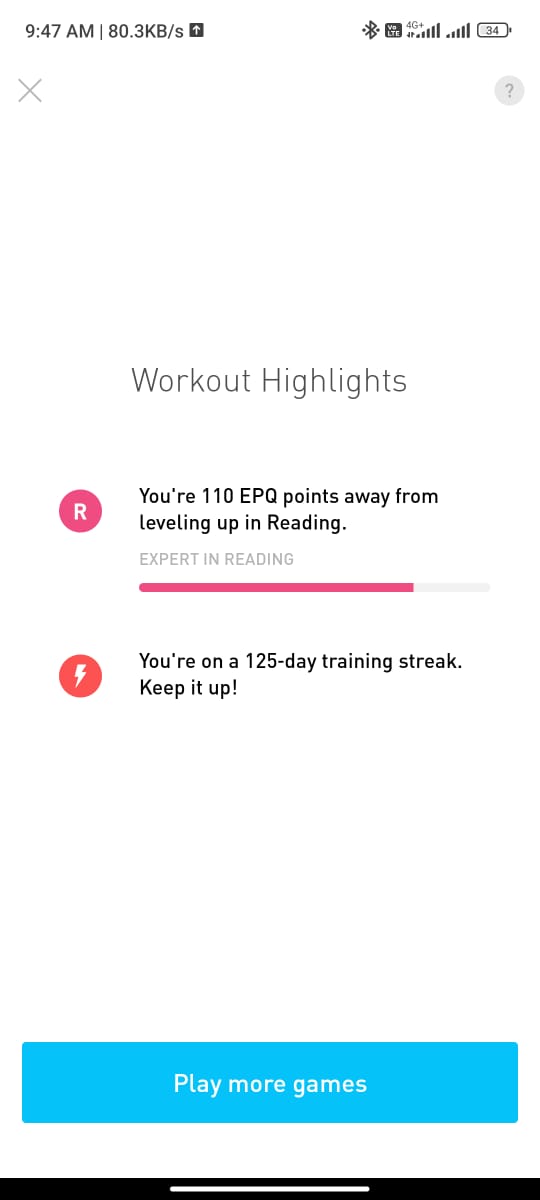 9:47 AM | 80.3KB/s
Vo LTE 4G+ 34
?
Workout Highlights
R
You're 110 EPQ points away from
leveling up in Reading.
EXPERT IN READING
You're on a 125-day training streak.
Keep it up!
Play more games